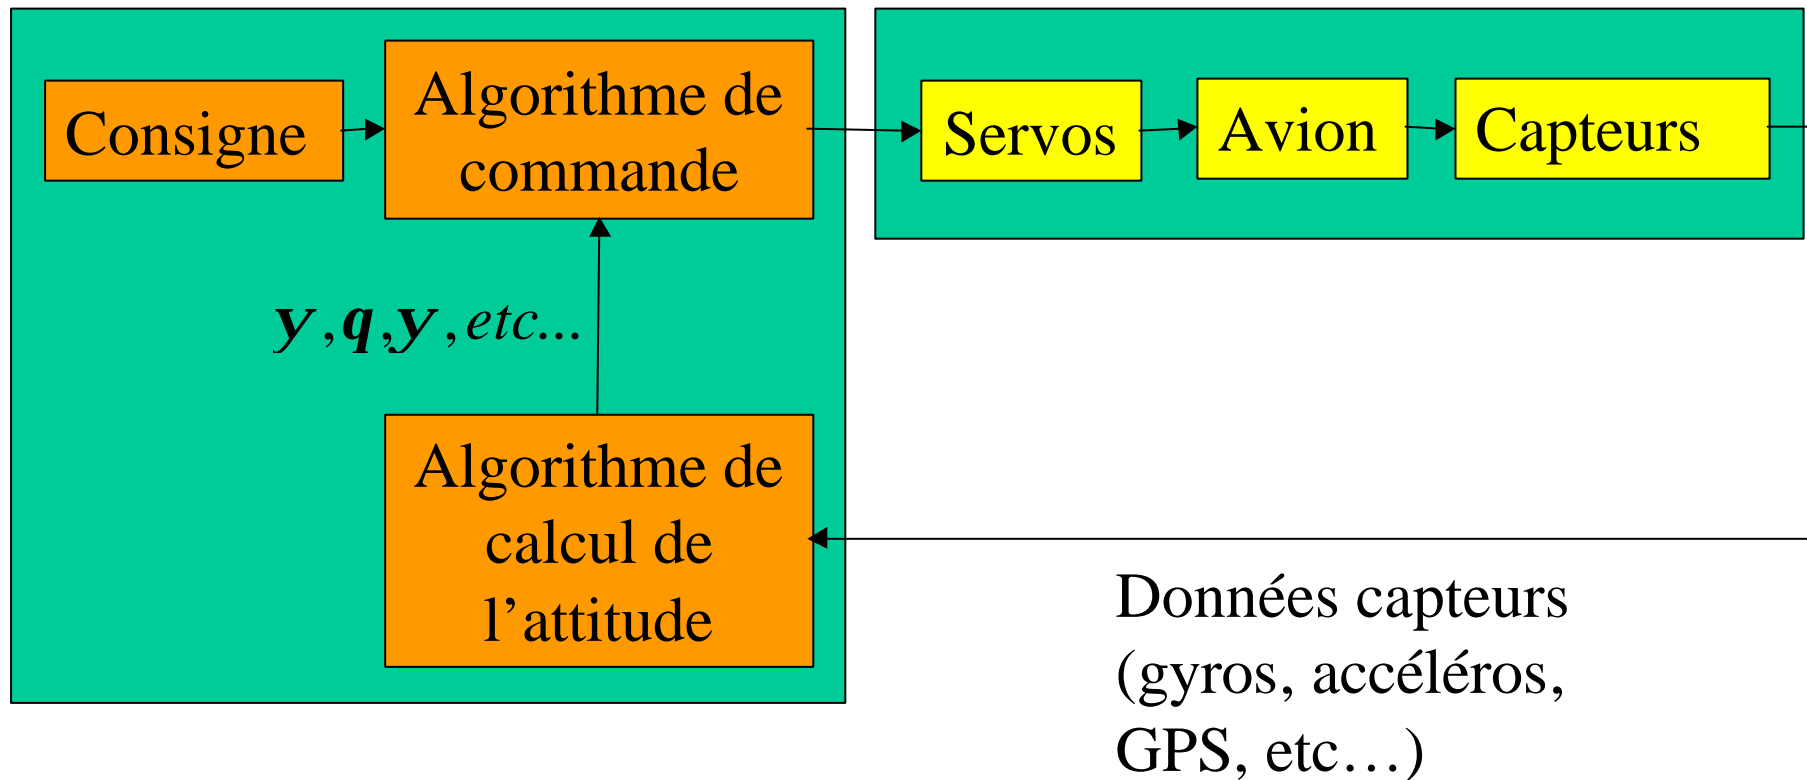 Consigne
Algorithme de
commande
Servos
Avion
Capteurs
y,q,y,etc...
Algorithme de
calcul de
l’attitude
Données capteurs
(gyros, accéléros,
GPS, etc…)